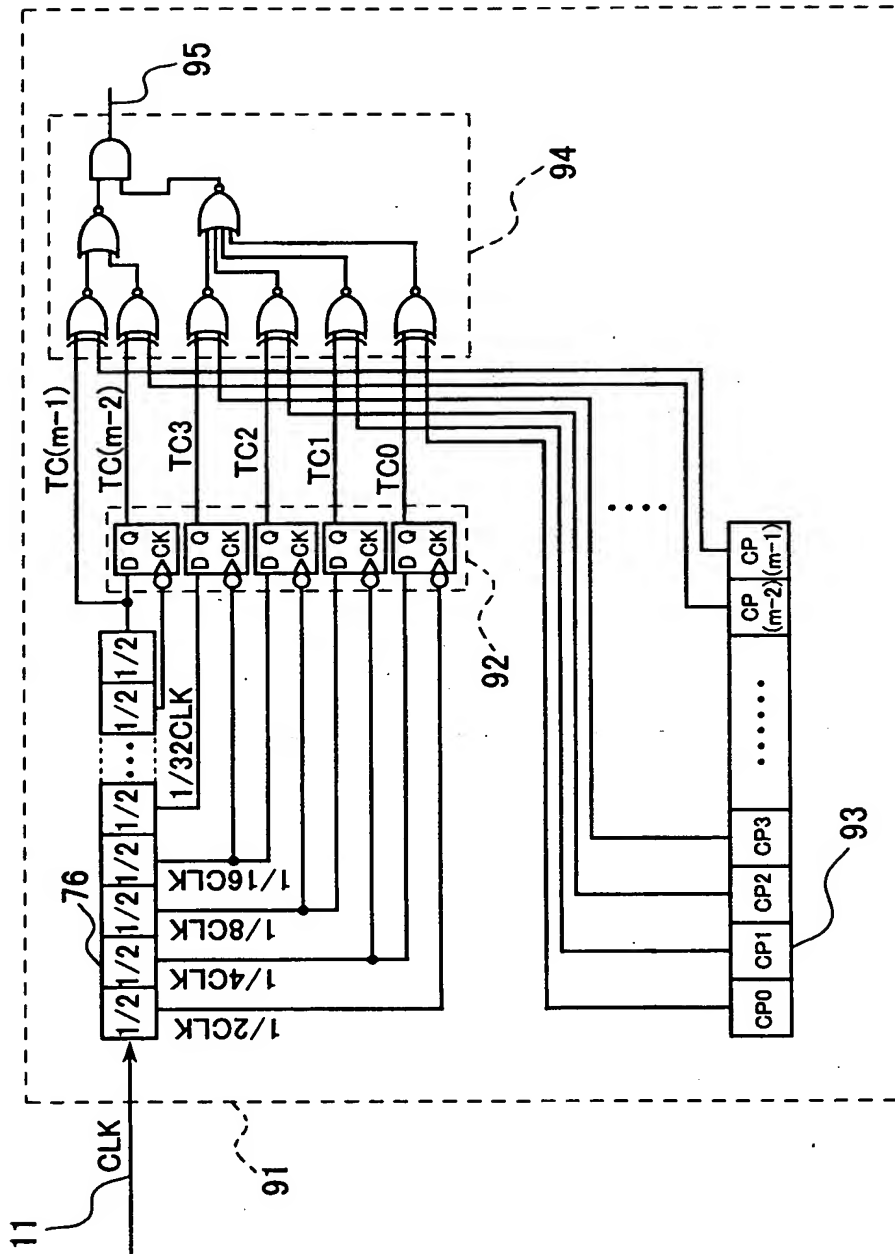 11
CLK
91
76
1/2
1/2
1/2
1/2
1/2
...
1/2
1/2
1/2CLK
1/4CLK
1/8CLK
1/16CLK
1/32CLK
TC(m-1)
TC(m-2)
TC3
TC2
TC1
TC0
D Q
CK
D Q
CK
D Q
CK
D Q
CK
D Q
CK
92
94
95
....
CP0
CP1
CP2
CP3
......
CP
(m-2)
CP
(m-1)
93